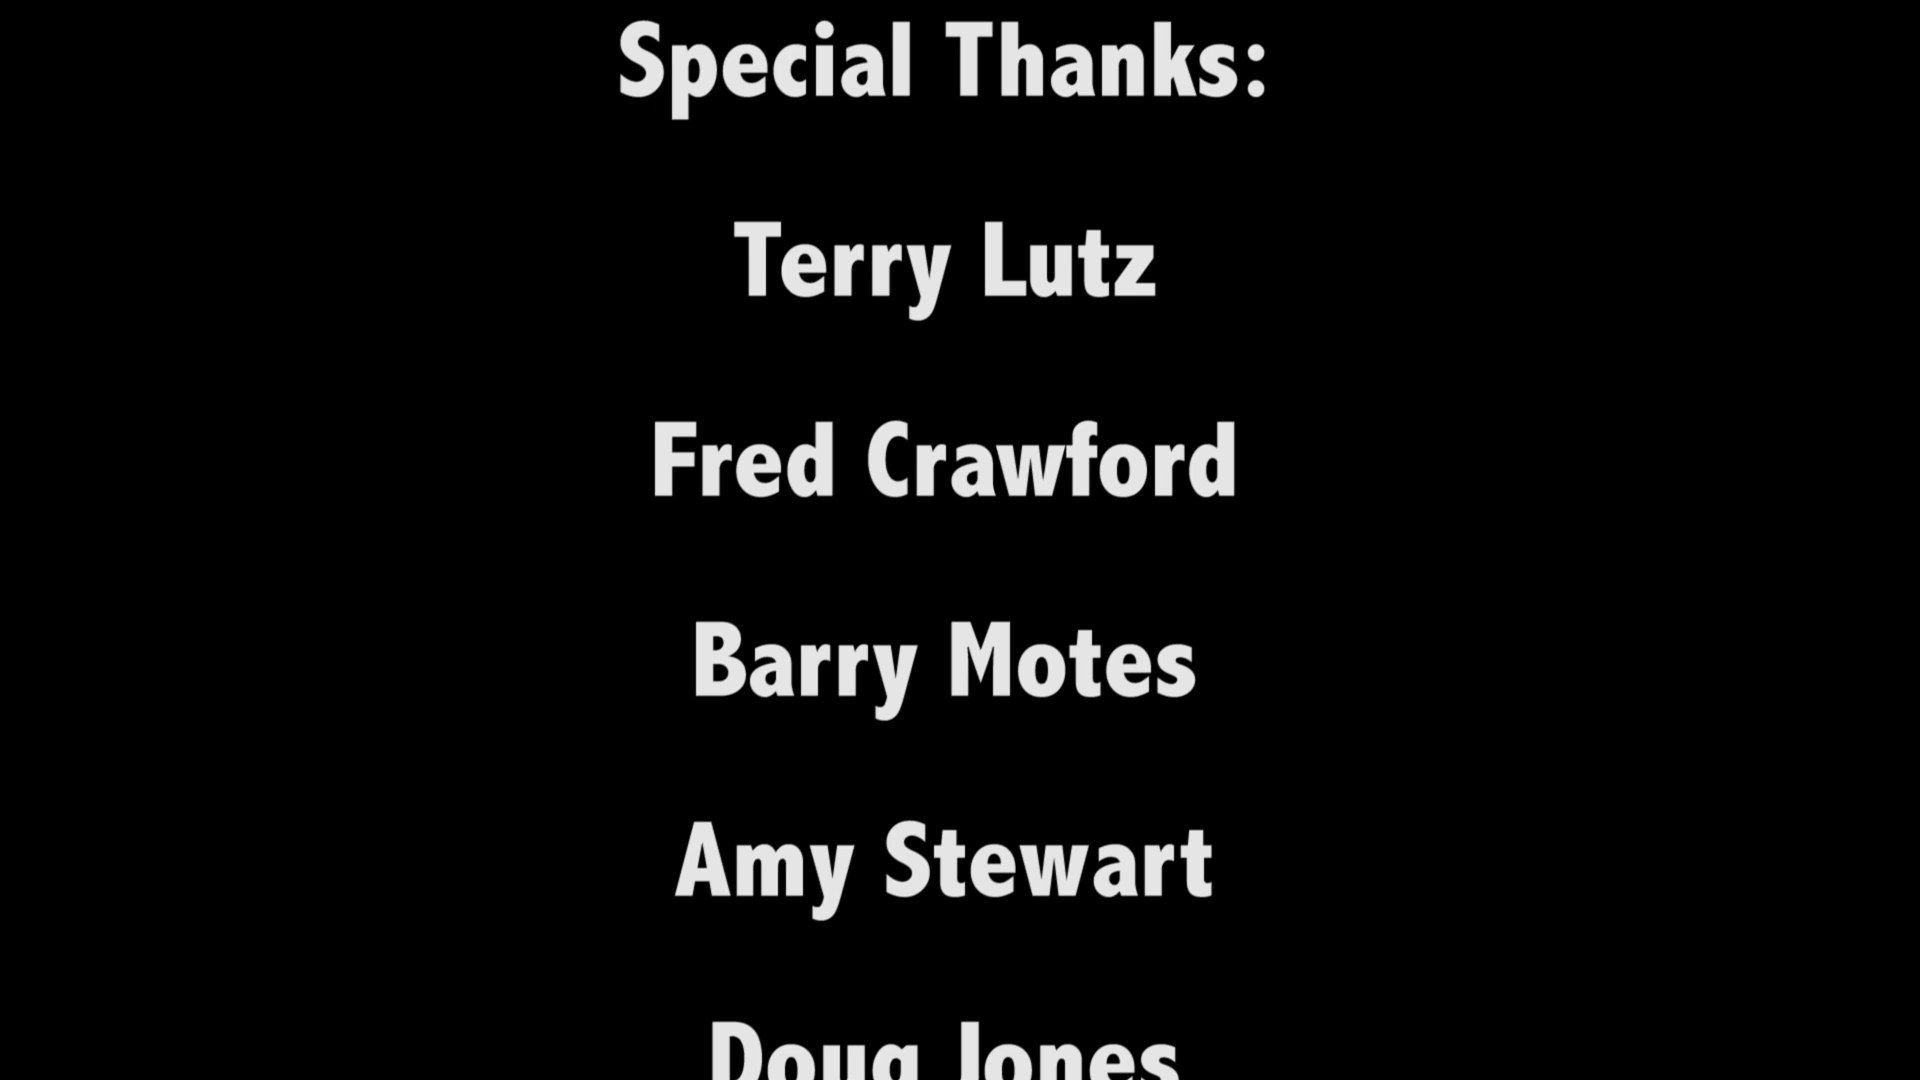 Special Thanks:
Terry Lutz
Fred Crawford
Barry Motes
Amy Stewart
Doug Jones